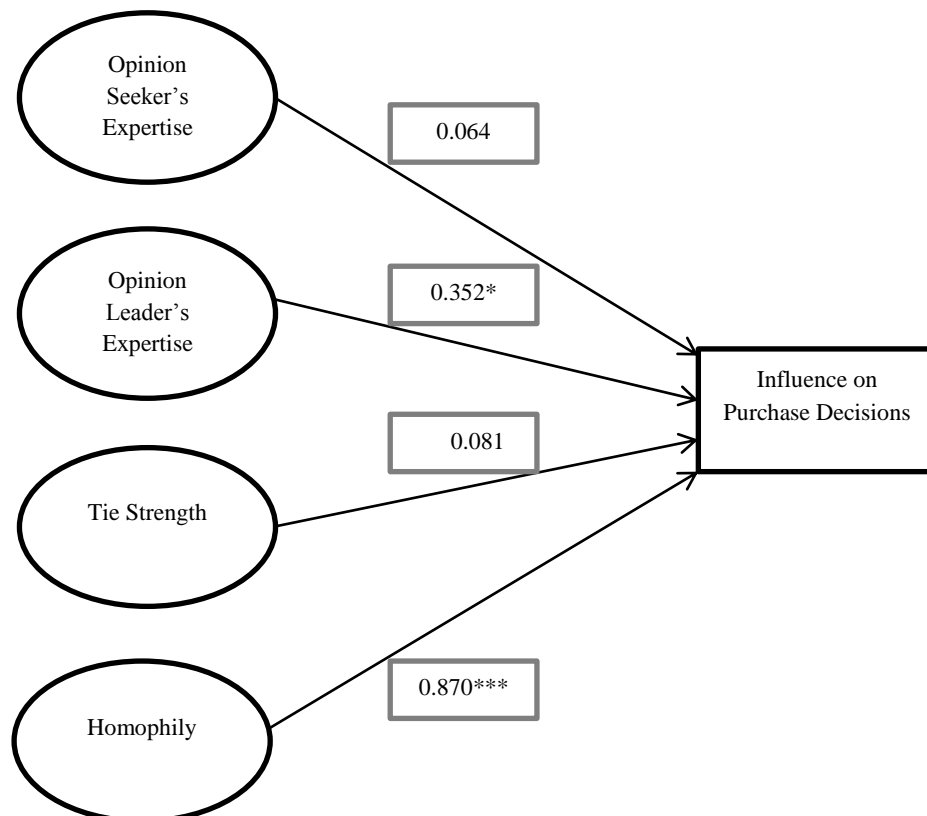 Opinion
Seeker’s
Expertise
0.064
Opinion
Leader’s
Expertise
0.352*
Influence on
Purchase Decisions
0.081
Tie Strength
0.870***
Homophily